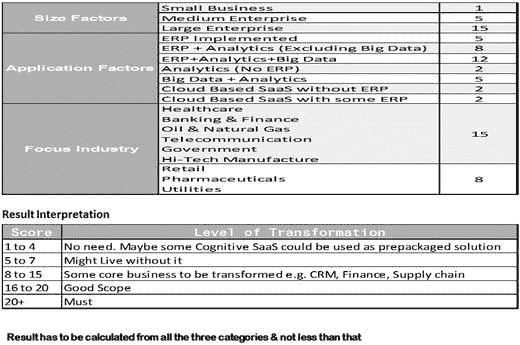 Size Factors
Small Business 1
Medium Enterprise 5
Large Enterprise 15
Application Factors
ERP Implemented 5
ERP + Analytics (Excluding Big Data) 8
ERP+Analytics+Big Data 12
Analytics (No ERP) 2
Big Data + Analytics 5
Cloud Based SaaS without ERP 2
Cloud Based SaaS with some ERP 2
Focus Industry
Healthcare
Banking & Finance
Oil & Natural Gas
Telecommunication
Government
Hi-Tech Manufacture
15
Retail
Pharmaceuticals
Utilities
8
Result Interpretation
Score Level of Transformation
1 to 4 No need. Maybe some Cognitive SaaS could be used as prepackaged solution
5 to 7 Might Live without it
8 to 15 Some core business to be transformed e.g. CRM, Finance, Supply chain
16 to 20 Good Scope
20+ Must
Result has to be calculated from all the three categories & not less than that